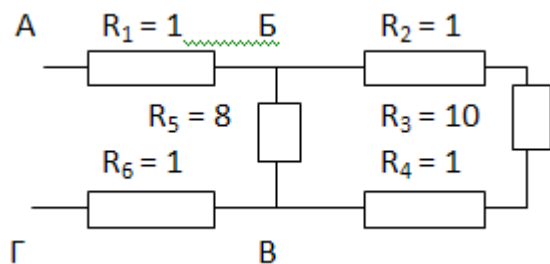 А R1 = 1 Б R2 = 1
R5 = 8 R3 = 10
R6 = 1 R4 = 1
Г В